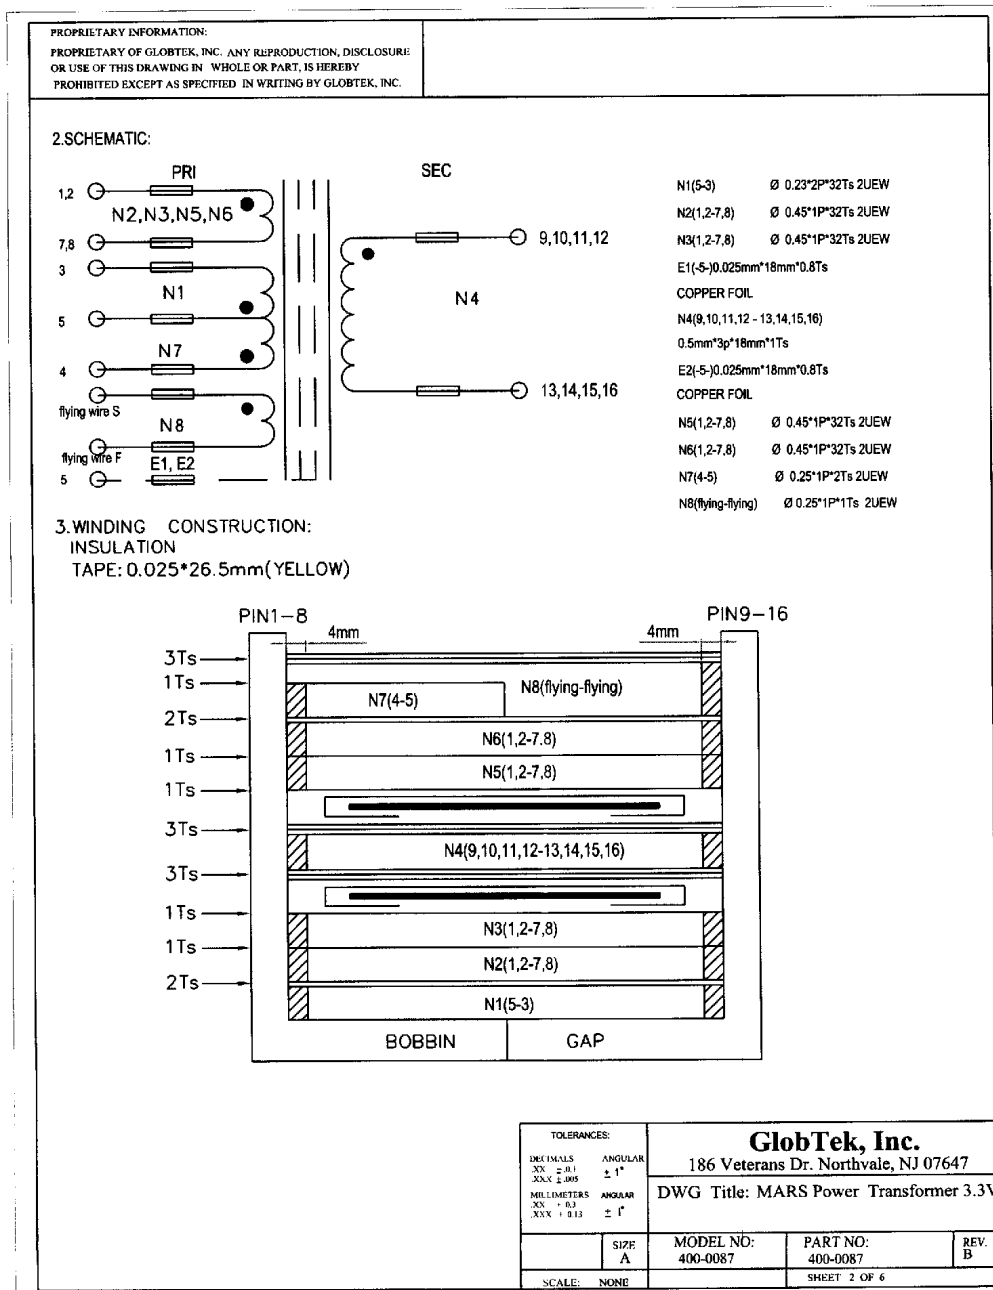 PROPRIETARY INFORMATION:
PROPRIETARY OF GLOBTEK, INC. ANY REPRODUCTION, DISCLOSURE
OR USE OF THIS DRAWING IN WHOLE OR PART, IS HEREBY
PROHIBITED EXCEPT AS SPECIFIED IN WRITING BY GLOBTEK, INC.
2.SCHEMATIC:
PRI
SEC
1,2
N2,N3,N5,N6
7,8
3
N1
5
N7
4
flying wire S
N8
flying wire F
E1, E2
5
9,10,11,12
N4
13,14,15,16
N1(5-3) Ø 0.23*2P*32Ts 2UEW
N2(1,2-7,8) Ø 0.45*1P*32Ts 2UEW
N3(1,2-7,8) Ø 0.45*1P*32Ts 2UEW
E1(-5-)0.025mm*18mm*0.8Ts
COPPER FOIL
N4(9,10,11,12 - 13,14,15,16)
0.5mm*3p*18mm*1Ts
E2(-5-)0.025mm*18mm*0.8Ts
COPPER FOIL
N5(1,2-7,8) Ø 0.45*1P*32Ts 2UEW
N6(1,2-7,8) Ø 0.45*1P*32Ts 2UEW
N7(4-5) Ø 0.25*1P*2Ts 2UEW
N8(flying-flying) Ø 0.25*1P*1Ts 2UEW
3.WINDING CONSTRUCTION:
INSULATION
TAPE: 0.025*26.5mm(YELLOW)
PIN1-8
PIN9-16
4mm
4mm
3Ts
1Ts
N7(4-5)
N8(flying-flying)
2Ts
N6(1,2-7.8)
1Ts
N5(1,2-7,8)
1Ts
3Ts
N4(9,10,11,12-13,14,15,16)
3Ts
1Ts
N3(1,2-7,8)
1Ts
N2(1,2-7,8)
2Ts
N1(5-3)
BOBBIN
GAP
TOLERANCES:
DECIMALS ANGULAR
.XX ± .01 ± 1°
.XXX ± .005
MILLIMETERS ANGULAR
.XX + 0.3 ± 1°
.XXX + 0.13
GlobTek, Inc.
186 Veterans Dr. Northvale, NJ 07647
DWG Title: MARS Power Transformer 3.3V
SIZE
A
MODEL NO:
400-0087
PART NO:
400-0087
REV.
B
SCALE: NONE
SHEET 2 OF 6